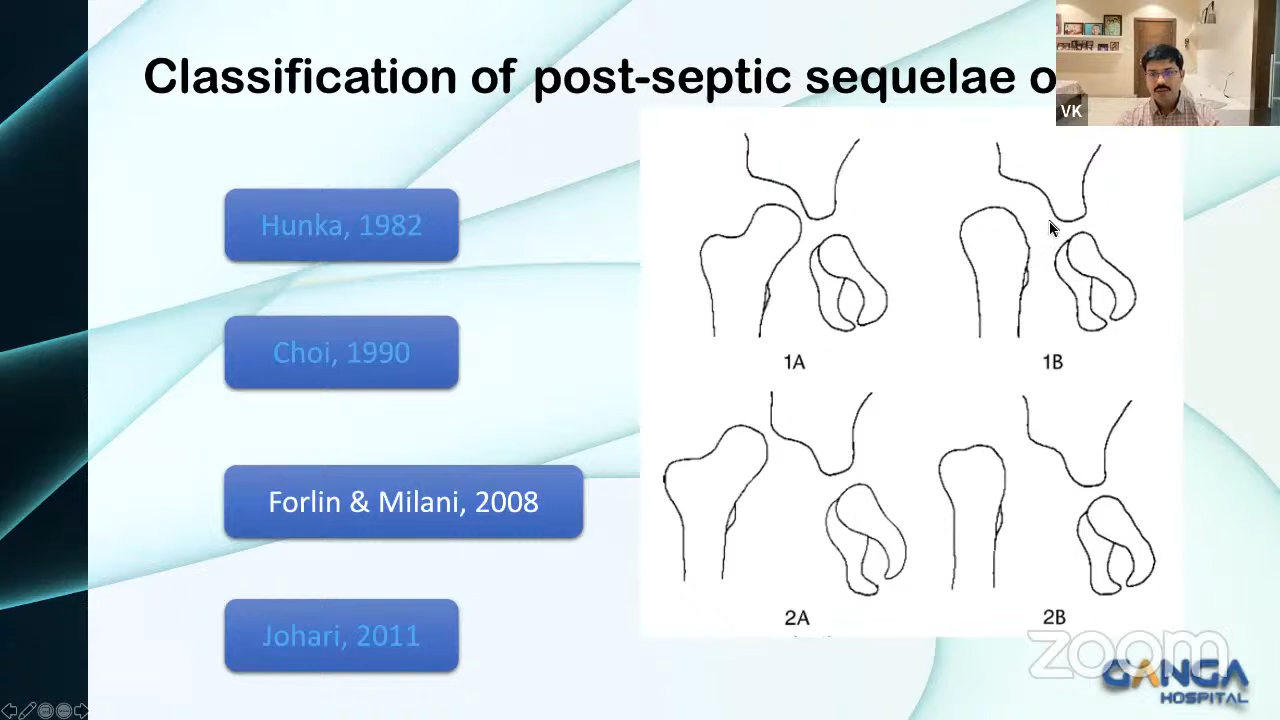 Classification of post-septic sequelae o
VK
Hunka, 1982
Choi, 1990
Forlin & Milani, 2008
Johari, 2011
1A
1B
2A
2B
zoom
GANGA
HOSPITAL